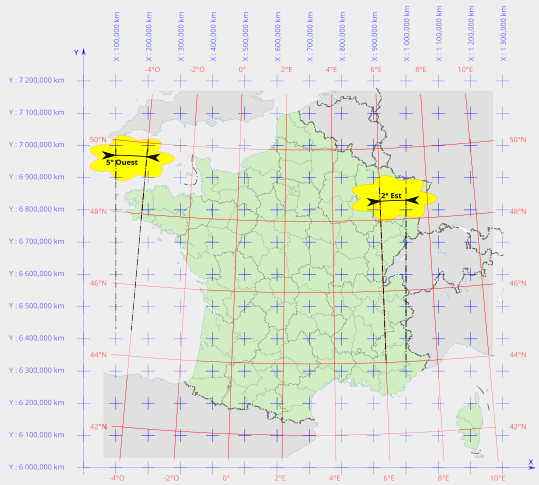 X : 100,000 km
X : 200,000 km
X : 300,000 km
X : 400,000 km
X : 500,000 km
X : 600,000 km
X : 700,000 km
X : 800,000 km
X : 900,000 km
X : 1 000,000 km
X : 1 100,000 km
X : 1 200,000 km
X : 1 300,000 km
Y
-4°O -2°O 0°E 2°E 4°E 6°E 8°E 10°E
Y : 7 200,000 km
Y : 7 100,000 km
50°N 50°N
Y : 7 000,000 km
5° Ouest
Y : 6 900,000 km
2° Est
Y : 6 800,000 km
48°N 48°N
Y : 6 700,000 km
Y : 6 600,000 km
46°N 46°N
Y : 6 500,000 km
Y : 6 400,000 km
44°N 44°N
Y : 6 300,000 km
Y : 6 200,000 km
42°N 42°N
Y : 6 100,000 km
Y : 6 000,000 km
X
-4°O -2°O 0° 2°E 4°E 6°E 8°E 10°E